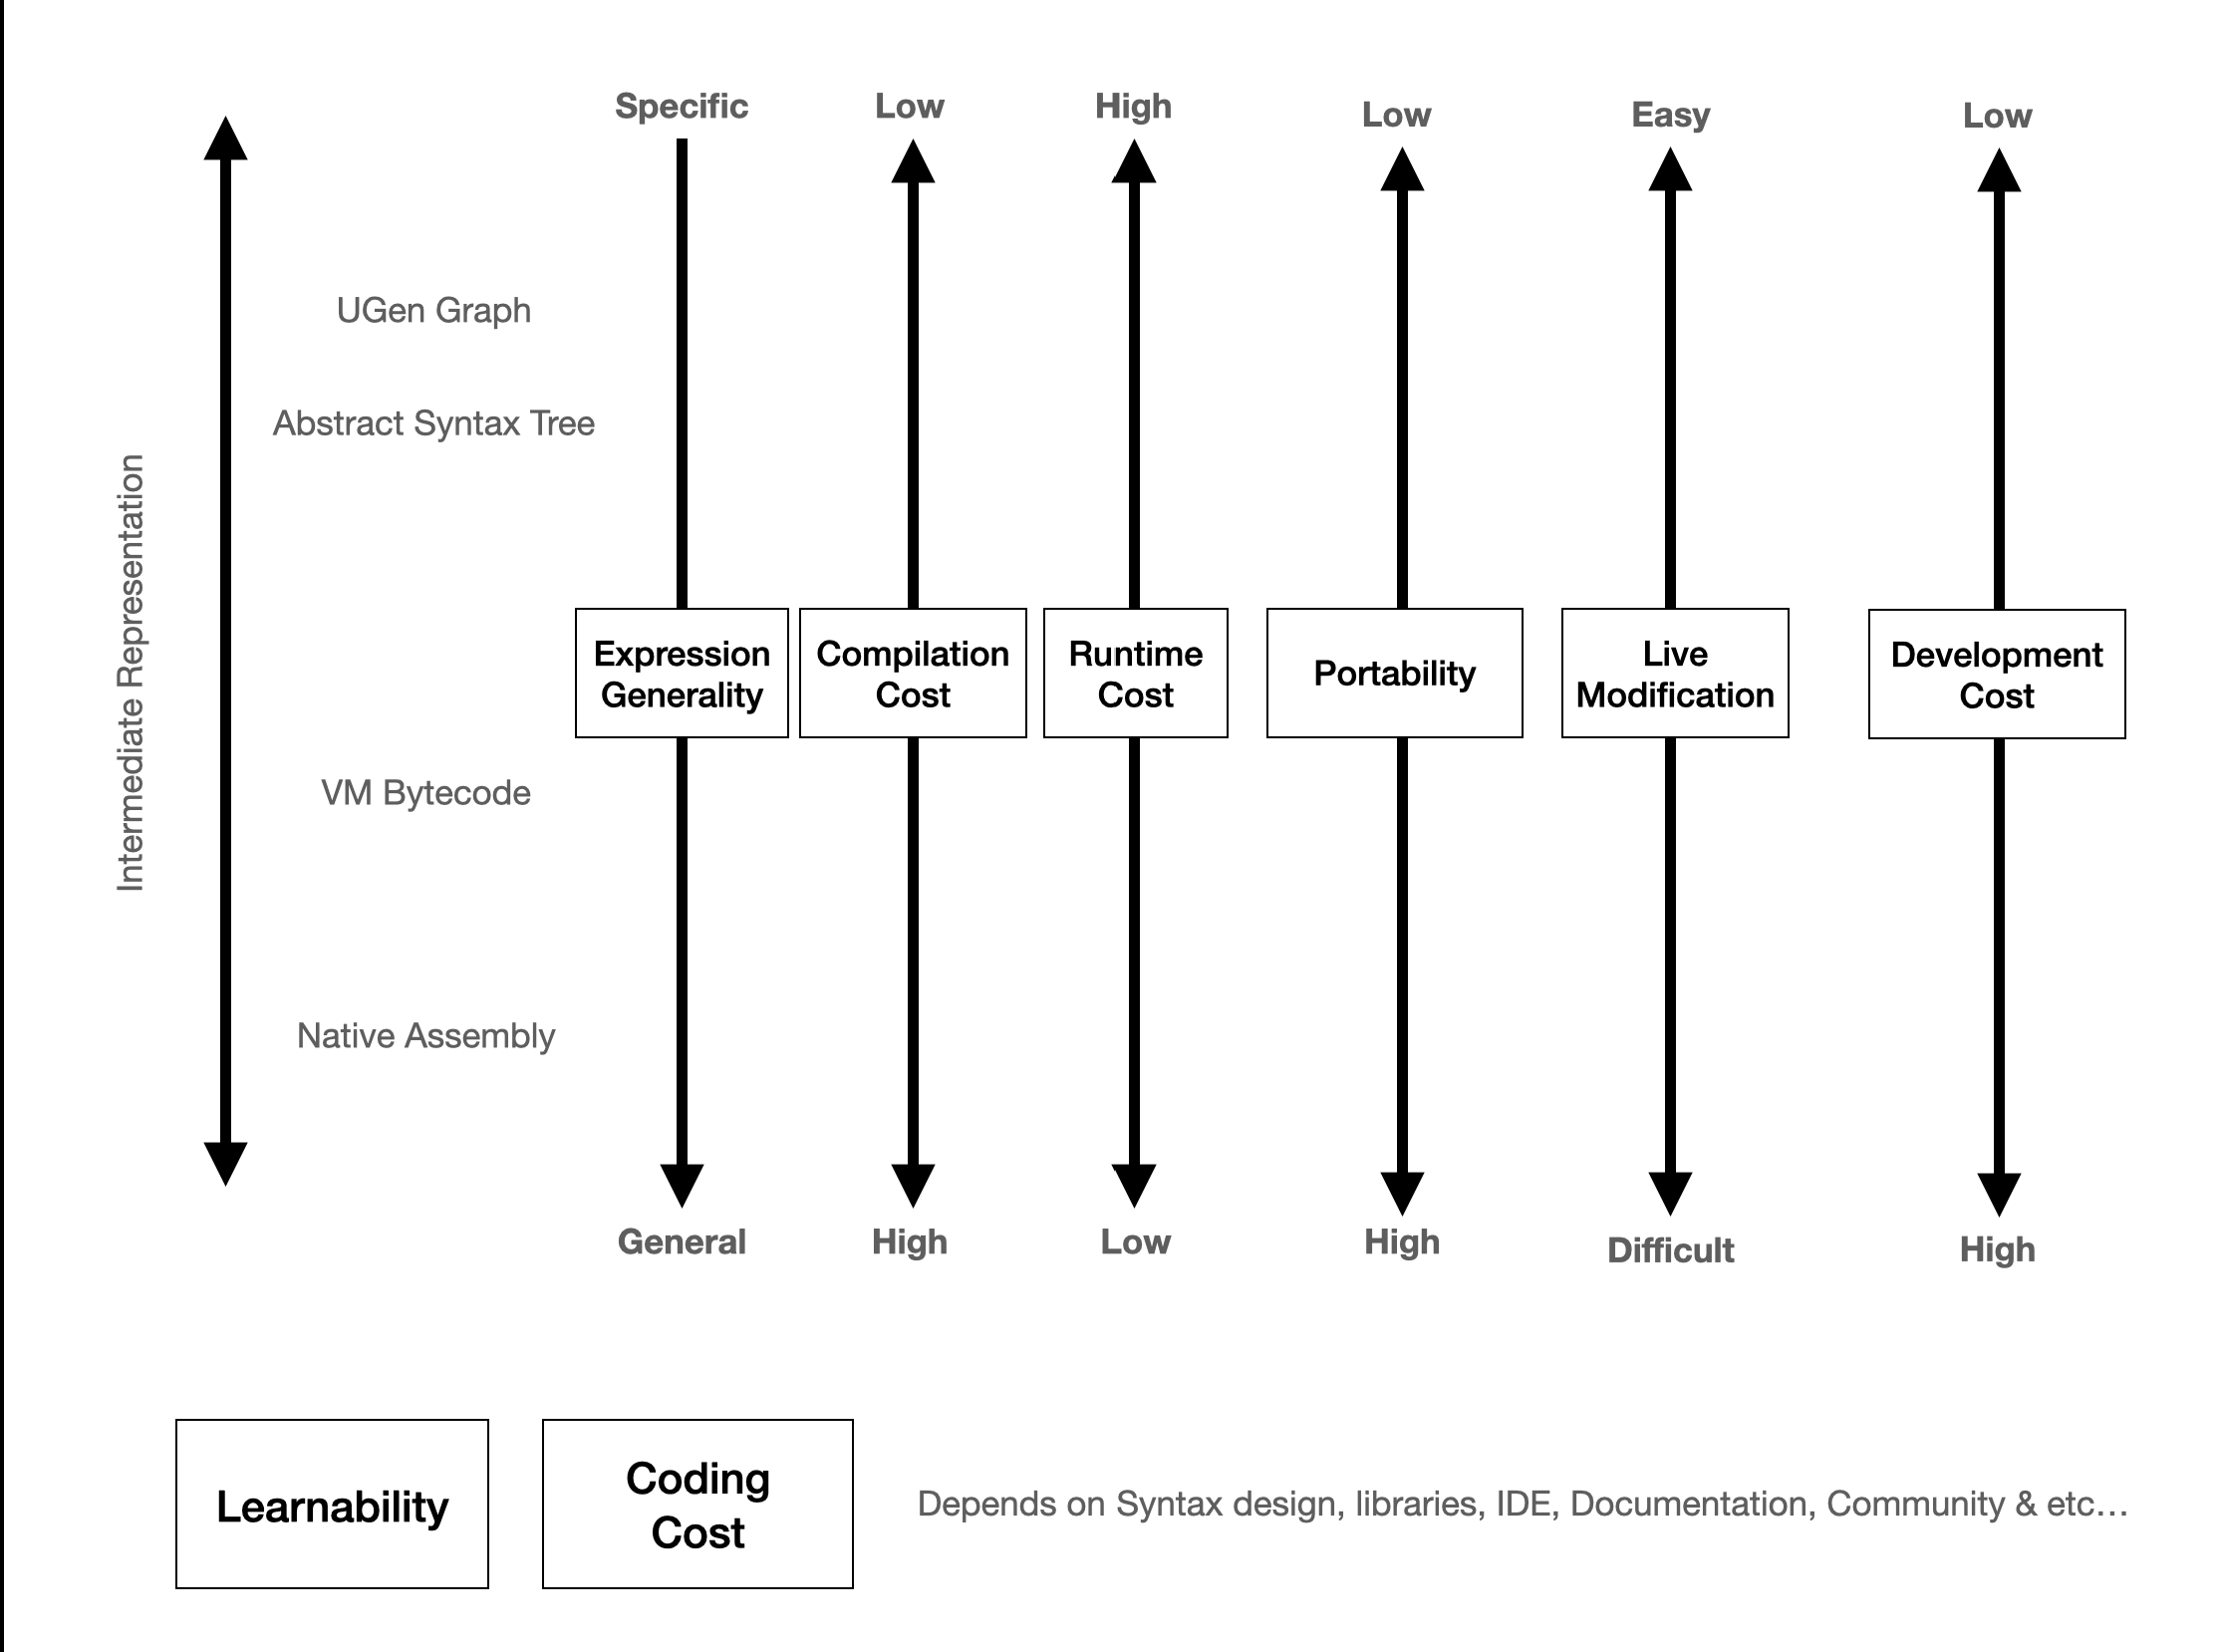 Specific
Low
High
Low
Easy
Low
UGen Graph
Abstract Syntax Tree
Intermediate Representation
Expression
Generality
Compilation
Cost
Runtime
Cost
Portability
Live
Modification
Development
Cost
VM Bytecode
Native Assembly
General
High
Low
High
Difficult
High
Learnability
Coding
Cost
Depends on Syntax design, libraries, IDE, Documentation, Community & etc…